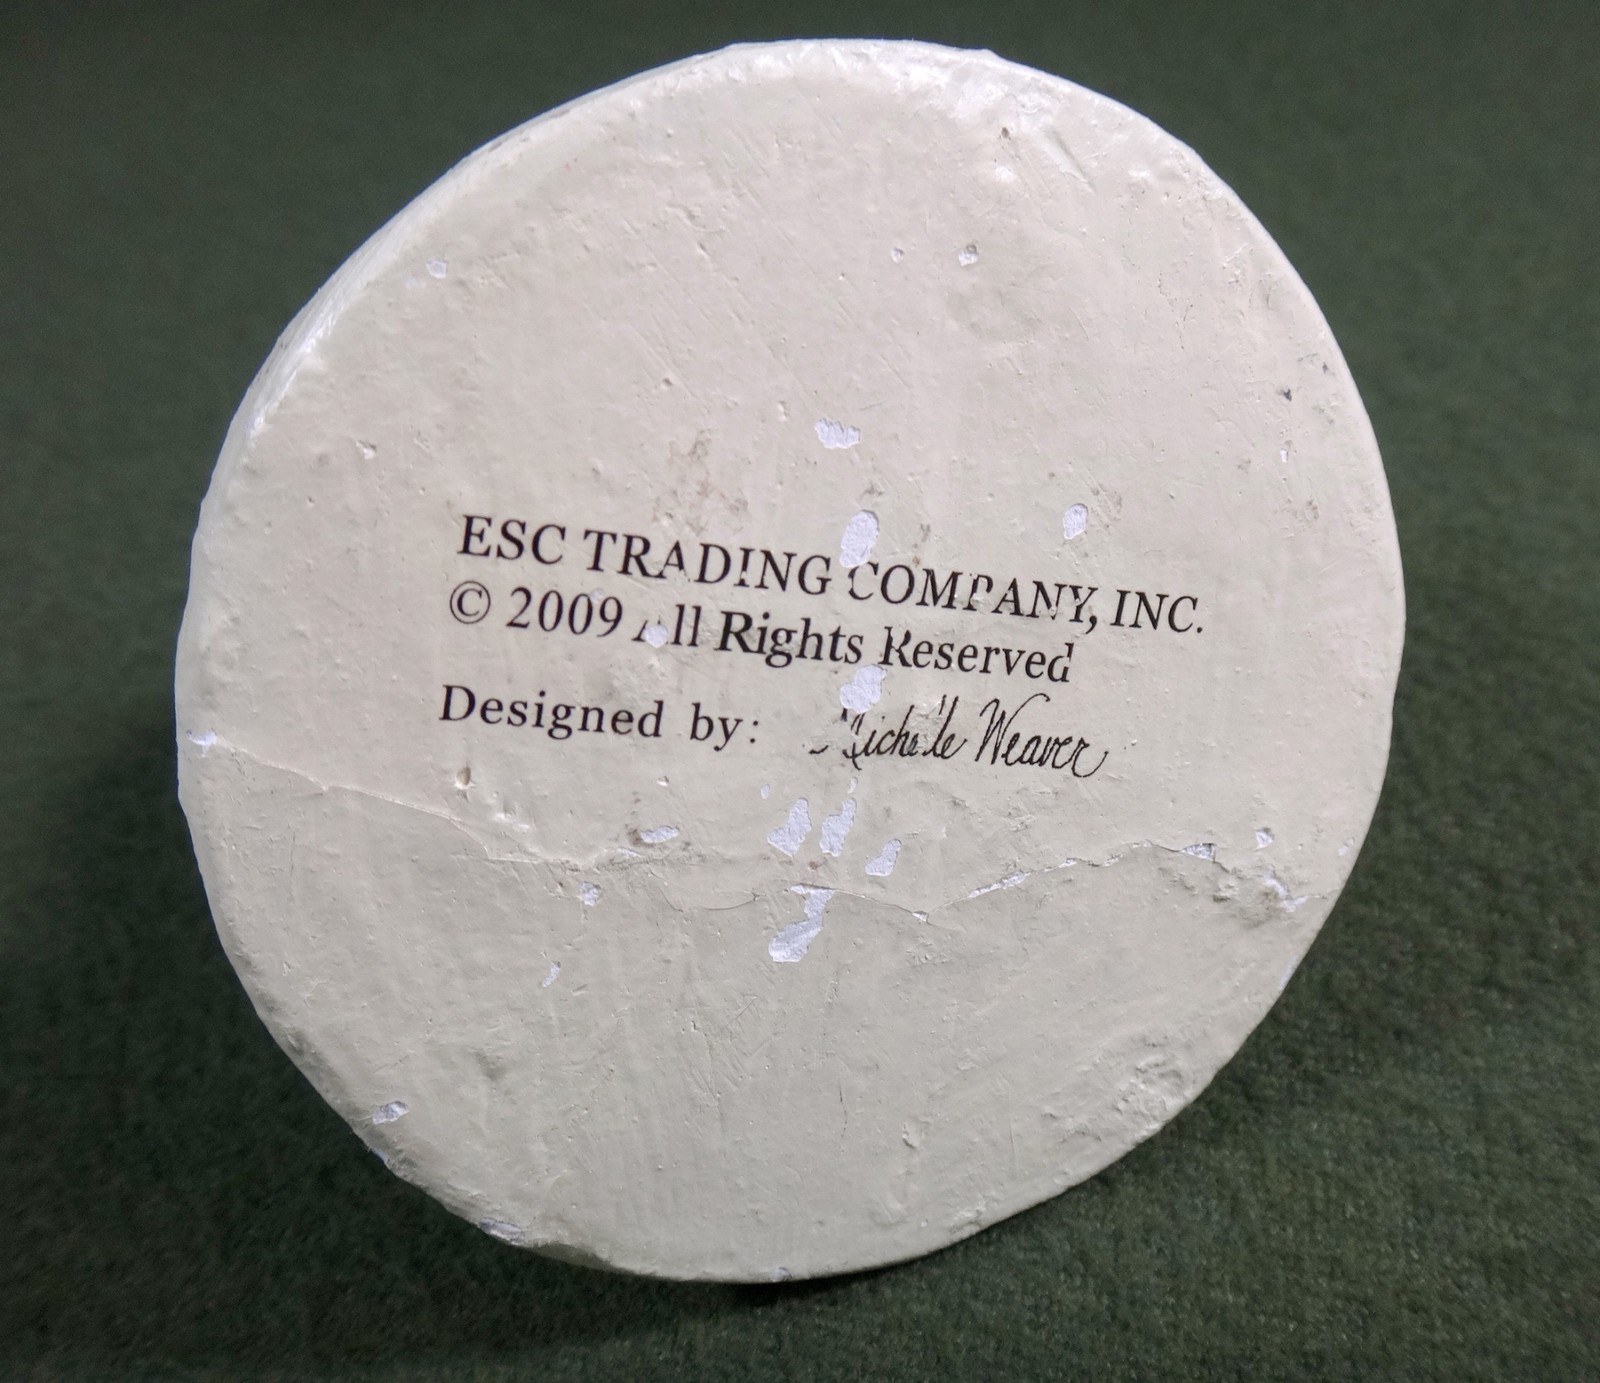 ESC TRADING COMPANY, INC.
© 2009 All Rights Reserved
Designed by: Michelle Weaver